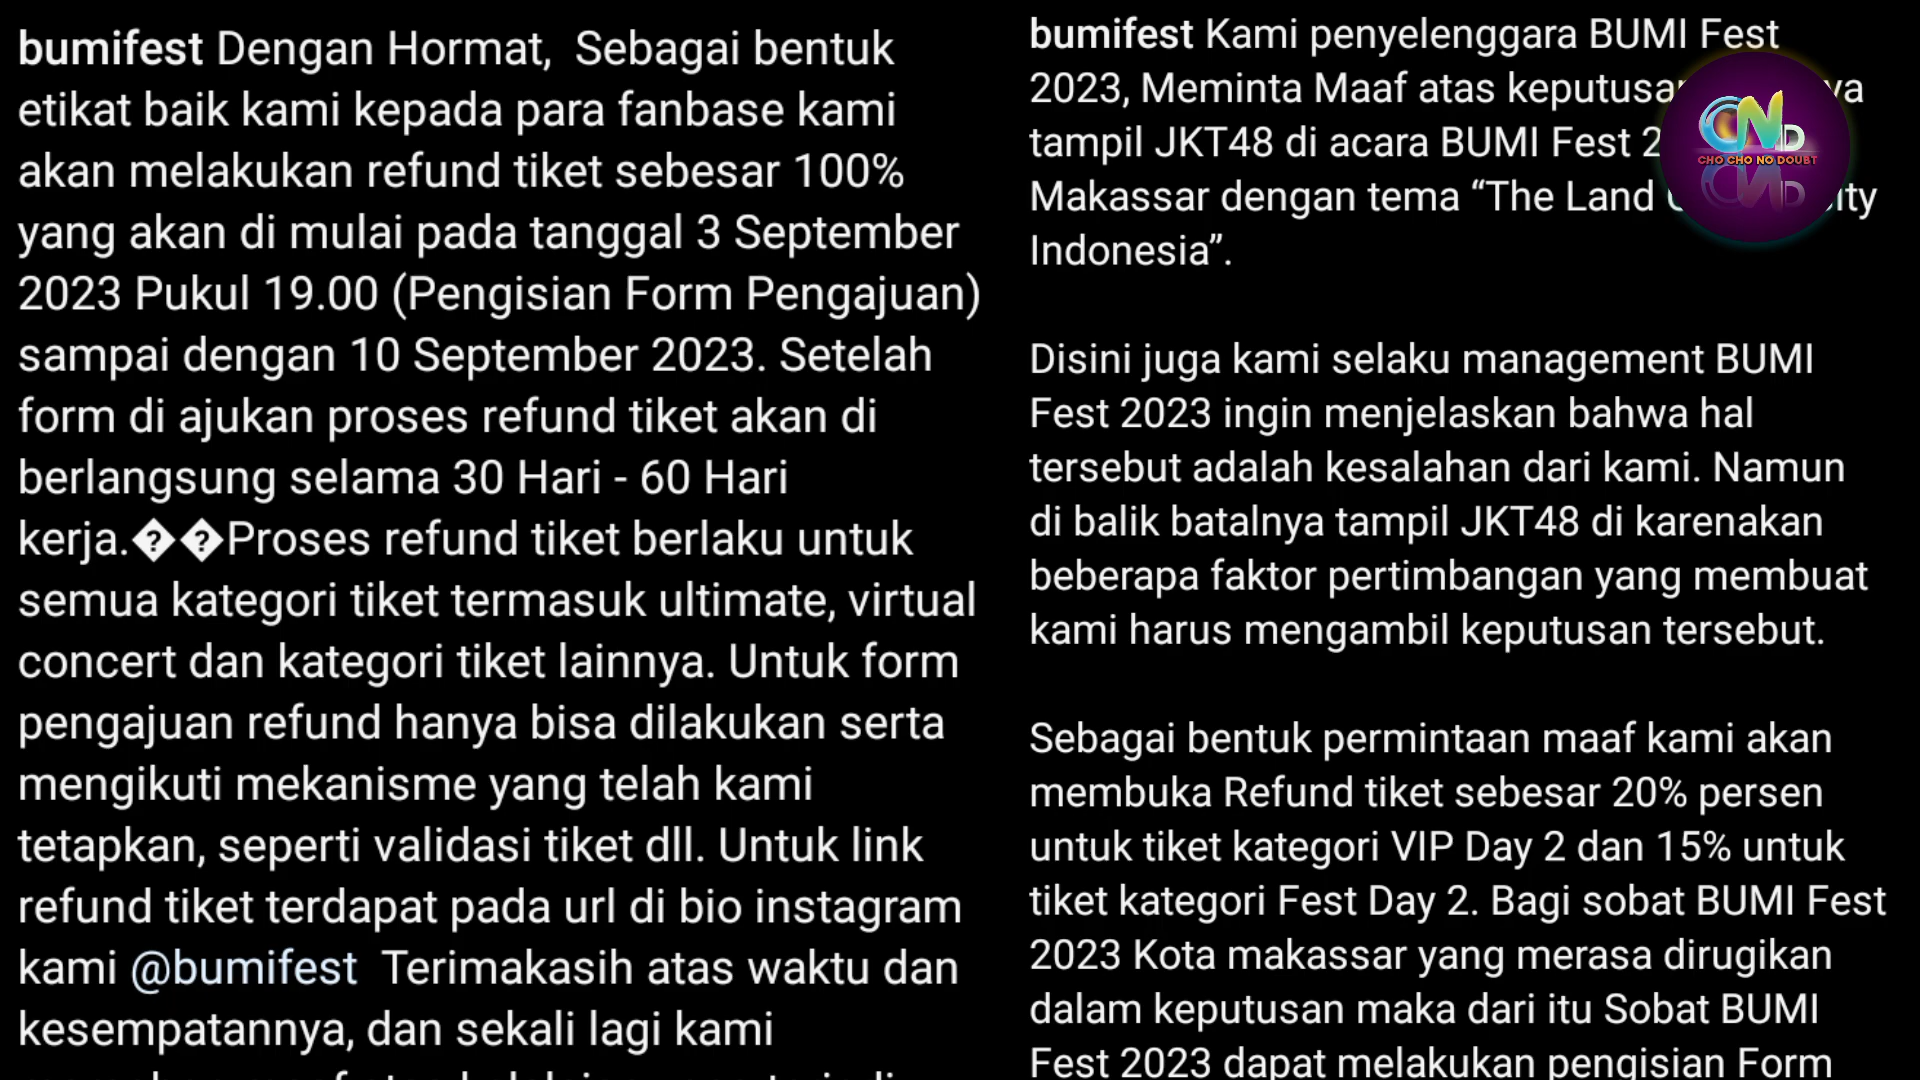 bumifest Dengan Hormat,  Sebagai bentuk
etikat baik kami kepada para fanbase kami
akan melakukan refund tiket sebesar 100%
yang akan di mulai pada tanggal 3 September
2023 Pukul 19.00 (Pengisian Form Pengajuan)
sampai dengan 10 September 2023. Setelah
form di ajukan proses refund tiket akan di
berlangsung selama 30 Hari - 60 Hari
kerja.��Proses refund tiket berlaku untuk
semua kategori tiket termasuk ultimate, virtual
concert dan kategori tiket lainnya. Untuk form
pengajuan refund hanya bisa dilakukan serta
mengikuti mekanisme yang telah kami
tetapkan, seperti validasi tiket dll. Untuk link
refund tiket terdapat pada url di bio instagram
kami @bumifest  Terimakasih atas waktu dan
kesempatannya, dan sekali lagi kami
bumifest Kami penyelenggara BUMI Fest
2023, Meminta Maaf atas
tampil JKT48 di acara BUMI Fest
Makassar dengan tema “The Land
Indonesia”.
Disini juga kami selaku management BUMI
Fest 2023 ingin menjelaskan bahwa hal
tersebut adalah kesalahan dari kami. Namun
di balik batalnya tampil JKT48 di karenakan
beberapa faktor pertimbangan yang membuat
kami harus mengambil keputusan tersebut.
Sebagai bentuk permintaan maaf kami akan
membuka Refund tiket sebesar 20% persen
untuk tiket kategori VIP Day 2 dan 15% untuk
tiket kategori Fest Day 2. Bagi sobat BUMI Fest
2023 Kota makassar yang merasa dirugikan
dalam keputusan maka dari itu Sobat BUMI
Fest 2023 dapat melakukan pengisian Form
CND
CHO CHO NO DOUBT